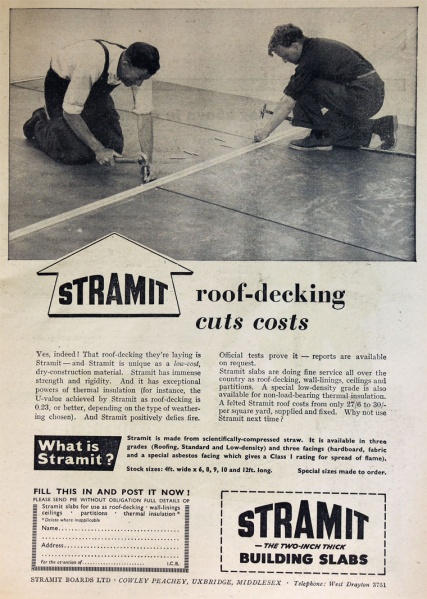 STRAMIT
roof-decking
cuts costs
Yes, indeed! That roof-decking they're laying is
Stramit — and Stramit is unique as a low-cost,
dry-construction material. Stramit has immense
strength and rigidity. And it has exceptional
powers of thermal insulation (for instance, the
U-value achieved by Stramit as roof-decking is
0.23, or better, depending on the type of weather-
ing chosen). And Stramit positively defies fire.
Official tests prove it — reports are available
on request.
Stramit slabs are doing fine service all over the
country as roof-decking, wall-linings, ceilings and
partitions. A special low-density grade is also
available for non-load-bearing thermal insulation.
A felted Stramit roof costs from only 27/6 to 30/-
per square yard, supplied and fixed. Why not use
Stramit next time?
What is
Stramit?
Stramit is made from scientifically-compressed straw. It is available in three
grades (Roofing, Standard and Low-density) and three facings (hardboard, fabric
and a special asbestos facing which gives a Class 1 rating for spread of flame).
Stock sizes: 4ft. wide x 6, 8, 9, 10 and 12ft. long. Special sizes made to order.
FILL THIS IN AND POST IT NOW!
PLEASE SEND ME WITHOUT OBLIGATION FULL DETAILS OF
Stramit slabs for use as roof-decking · wall-linings
ceilings · partitions · thermal insulation*
*Delete where inapplicable
Name
Address
For the attention of I.C.B.
STRAMIT
— THE TWO-INCH THICK
BUILDING SLABS
STRAMIT BOARDS LTD · COWLEY PEACHEY, UXBRIDGE, MIDDLESEX · Telephone: West Drayton 3751